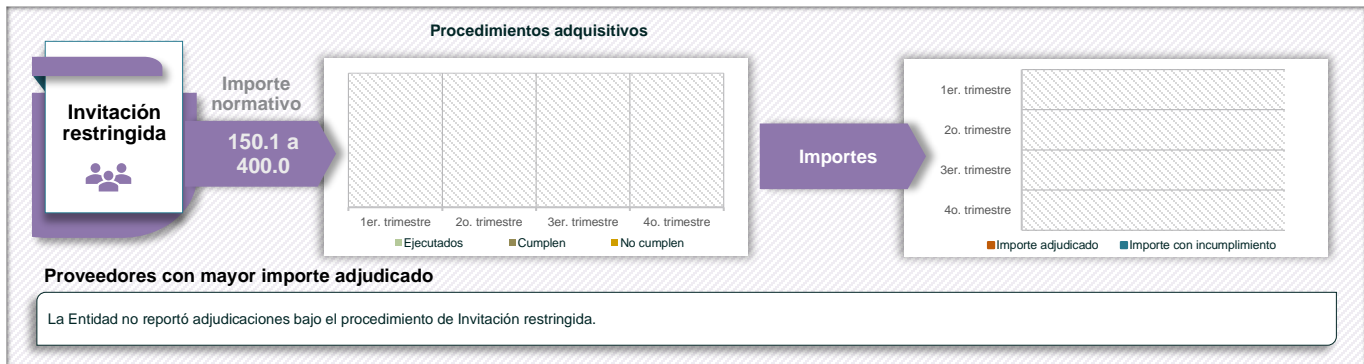 Procedimientos adquisitivos
Invitación
restringida
Importe
normativo
150.1 a
400.0
1er. trimestre 2o. trimestre 3er. trimestre 4o. trimestre
Ejecutados Cumplen No cumplen
Importes
1er. trimestre
2o. trimestre
3er. trimestre
4o. trimestre
Importe adjudicado Importe con incumplimiento
Proveedores con mayor importe adjudicado
La Entidad no reportó adjudicaciones bajo el procedimiento de Invitación restringida.